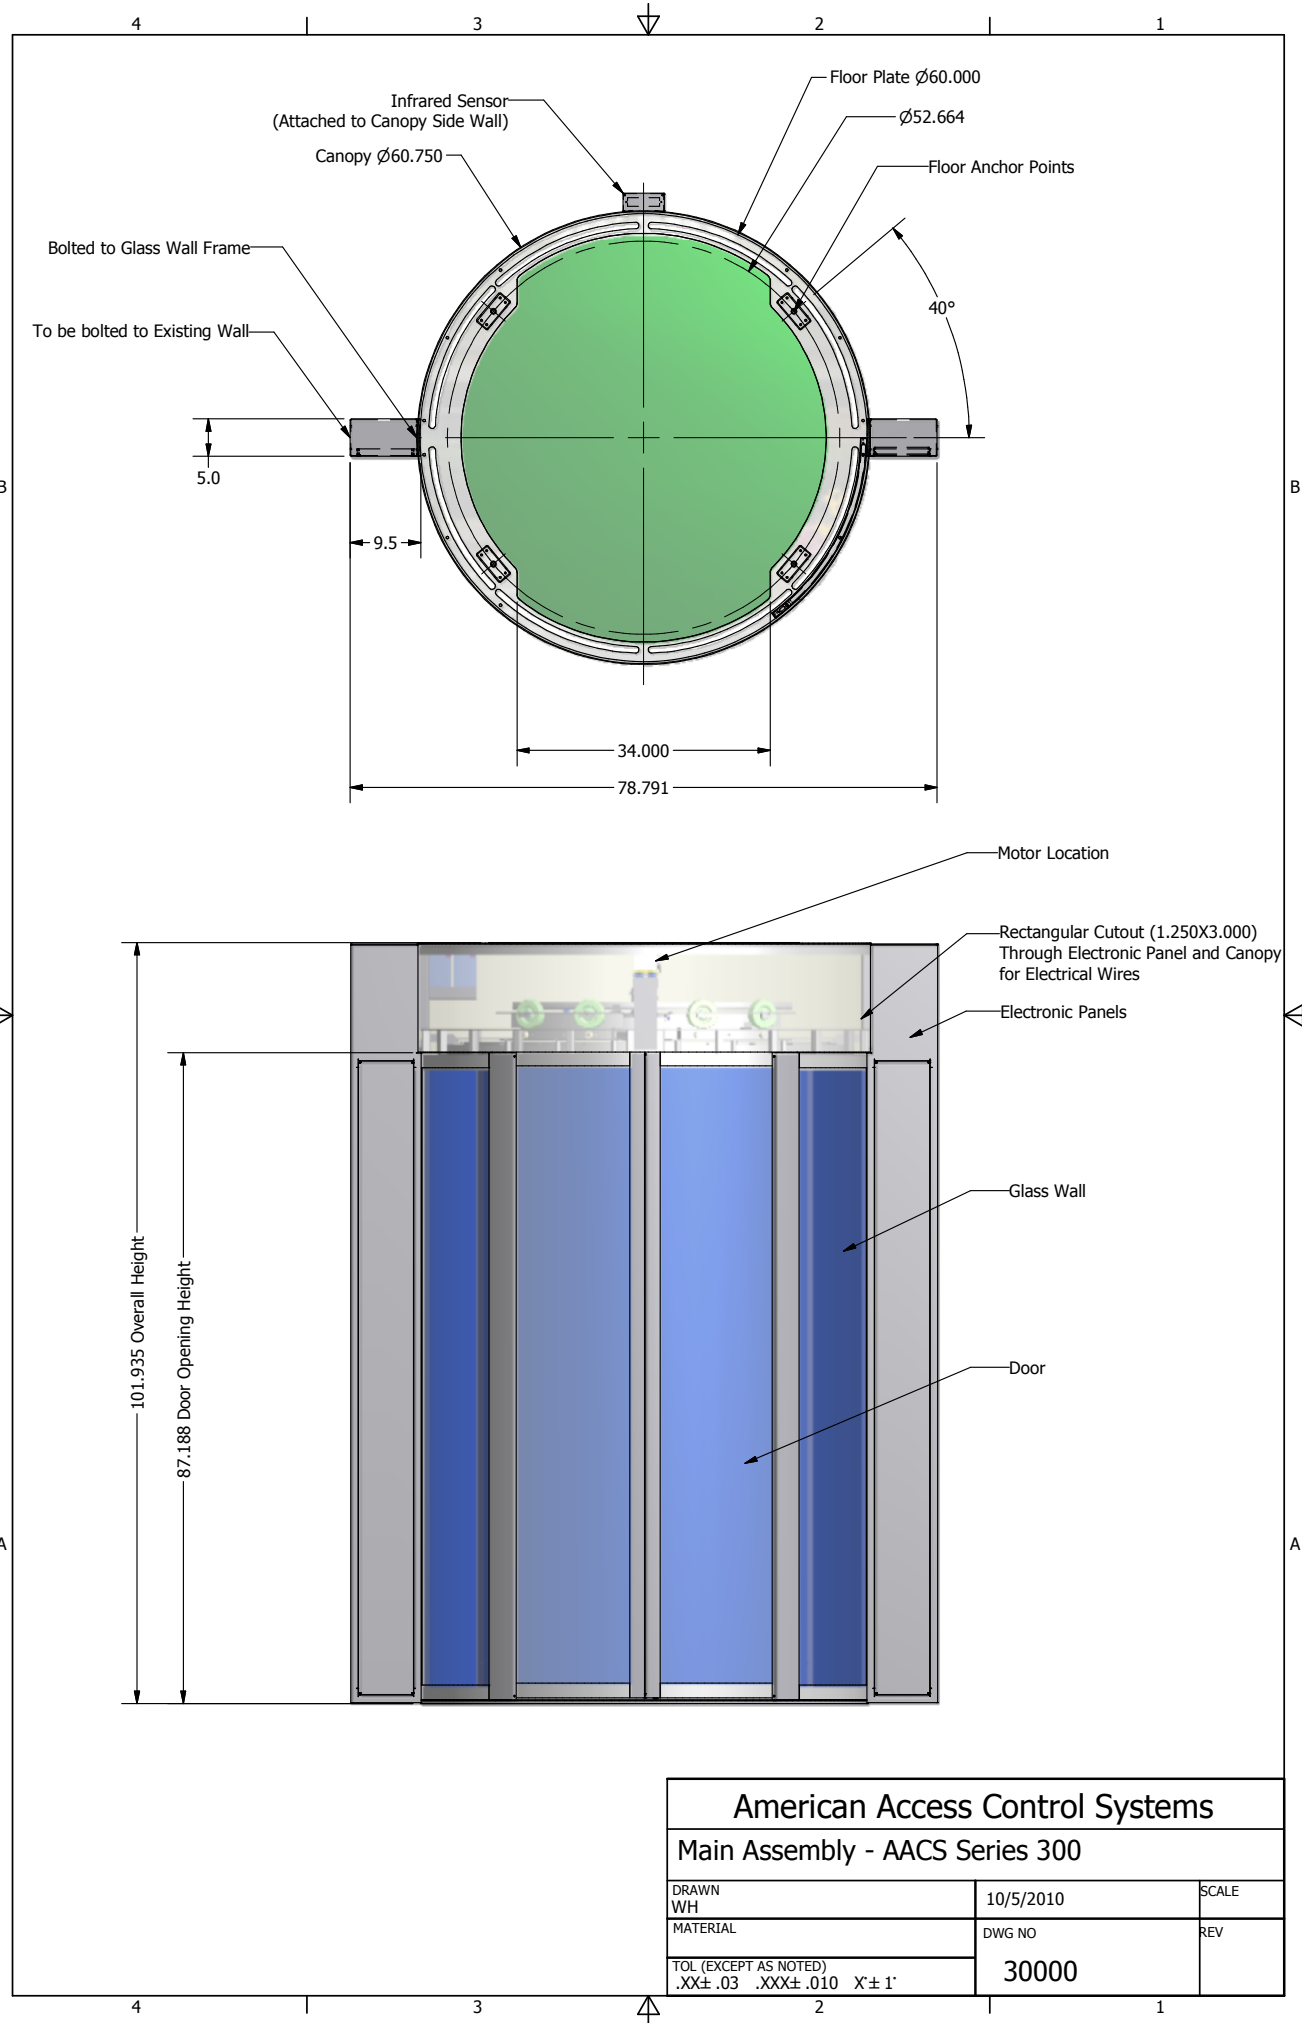 4 3 2 1
Floor Plate Ø60.000
Infrared Sensor
(Attached to Canopy Side Wall)
Ø52.664
Canopy Ø60.750
Floor Anchor Points
Bolted to Glass Wall Frame
40°
To be bolted to Existing Wall
5.0
B B
9.5
34.000
78.791
Motor Location
Rectangular Cutout (1.250X3.000)
Through Electronic Panel and Canopy
for Electrical Wires
Electronic Panels
101.935 Overall Height
87.188 Door Opening Height
Glass Wall
Door
A A
American Access Control Systems
Main Assembly - AACS Series 300
DRAWN
WH
10/5/2010
SCALE
MATERIAL
DWG NO
30000
REV
TOL (EXCEPT AS NOTED)
.XX± .03 .XXX± .010 X°± 1°
4 3 2 1